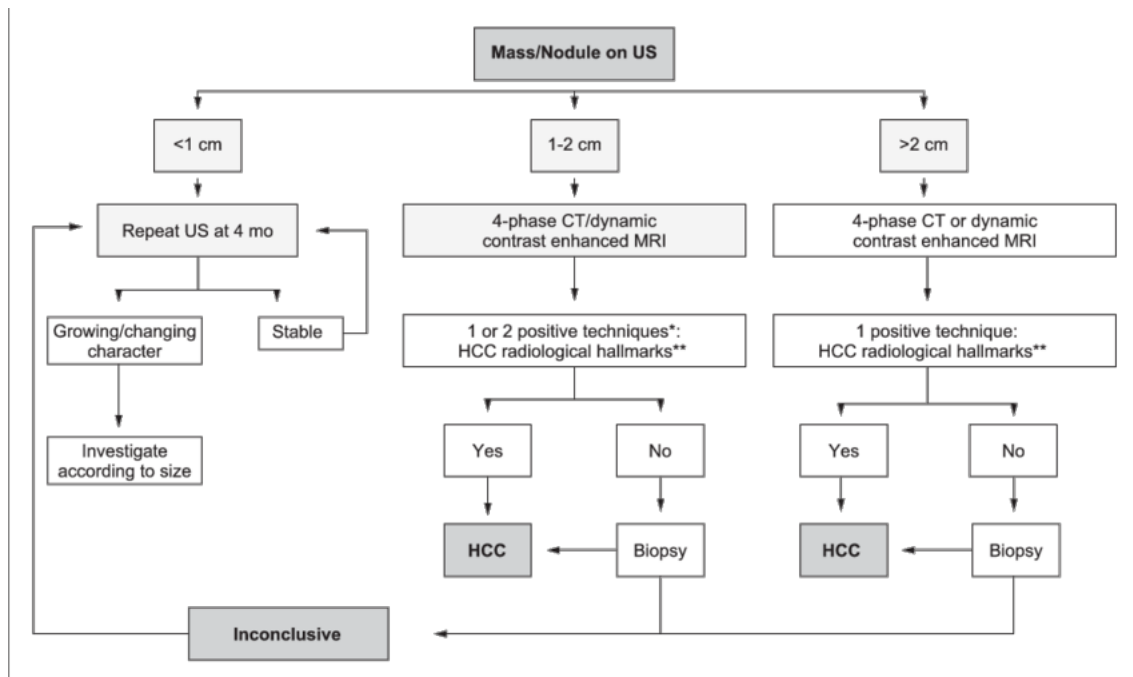 Mass/Nodule on US
<1 cm
1-2 cm
>2 cm
Repeat US at 4 mo
4-phase CT/dynamic
contrast enhanced MRI
4-phase CT or dynamic
contrast enhanced MRI
Growing/changing
character
Stable
1 or 2 positive techniques*:
HCC radiological hallmarks**
1 positive technique:
HCC radiological hallmarks**
Investigate
according to size
Yes
No
Yes
No
HCC
Biopsy
HCC
Biopsy
Inconclusive